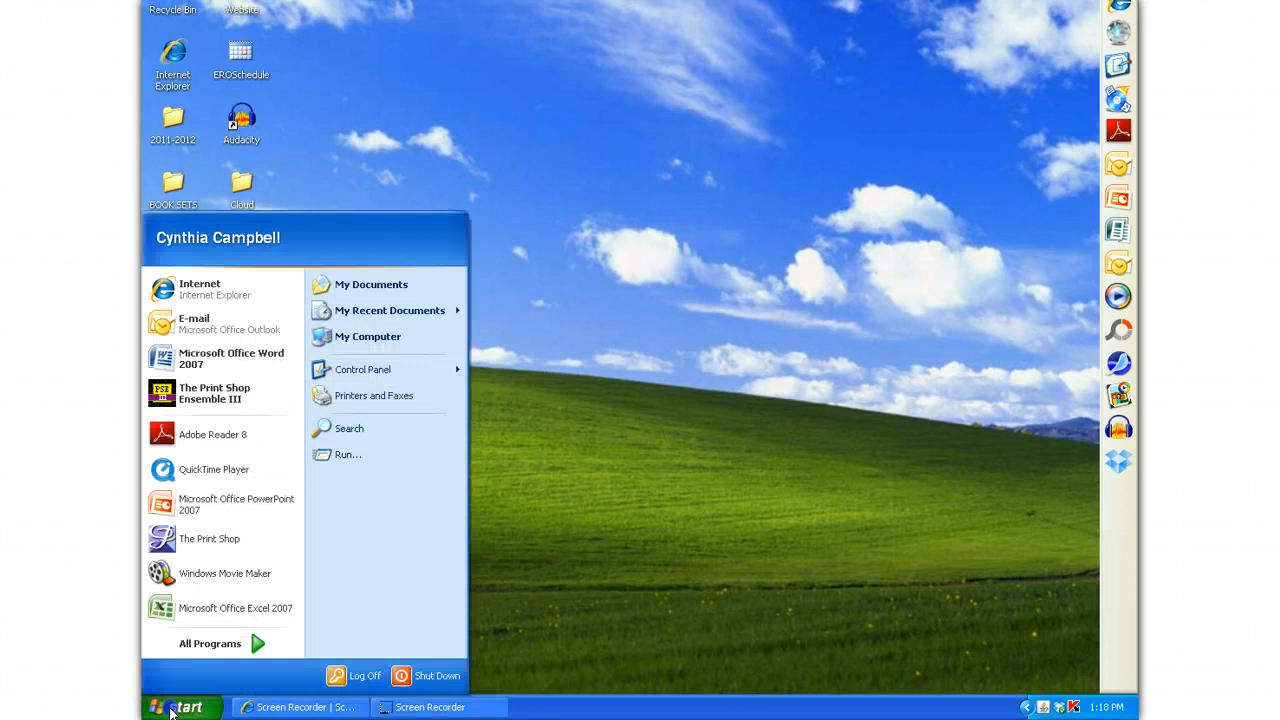 Recycle Bin
Website
Internet
Explorer
EROSchedule
2011-2012
Audacity
BOOK SETS
Cloud
Cynthia Campbell
Internet
Internet Explorer
E-mail
Microsoft Office Outlook
Microsoft Office Word
2007
The Print Shop
Ensemble III
Adobe Reader 8
QuickTime Player
Microsoft Office PowerPoint
2007
The Print Shop
Windows Movie Maker
Microsoft Office Excel 2007
All Programs
My Documents
My Recent Documents
My Computer
Control Panel
Printers and Faxes
Search
Run...
Log Off
Shut Down
start
Screen Recorder | Sc...
Screen Recorder
1:18 PM